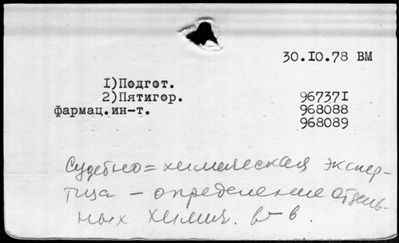 30.10.78 ВМ
1)Подгот.
2)Пятигор. 967371
фармац.ин-т. 968088
968089
Судебно=химическая экспер-
тиза – определение отдель-
ных химич. в-в.